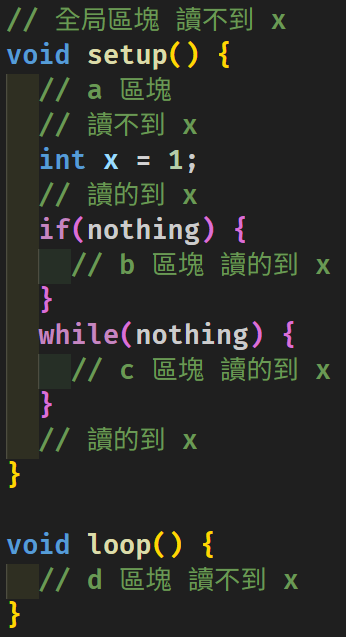 // 全局區塊 讀不到 x
void setup() {
  // a 區塊
  // 讀不到 x
  int x = 1;
  // 讀的到 x
  if(nothing) {
    // b 區塊 讀的到 x
  }
  while(nothing) {
    // c 區塊 讀的到 x
  }
  // 讀的到 x
}

void loop() {
  // d 區塊 讀不到 x
}